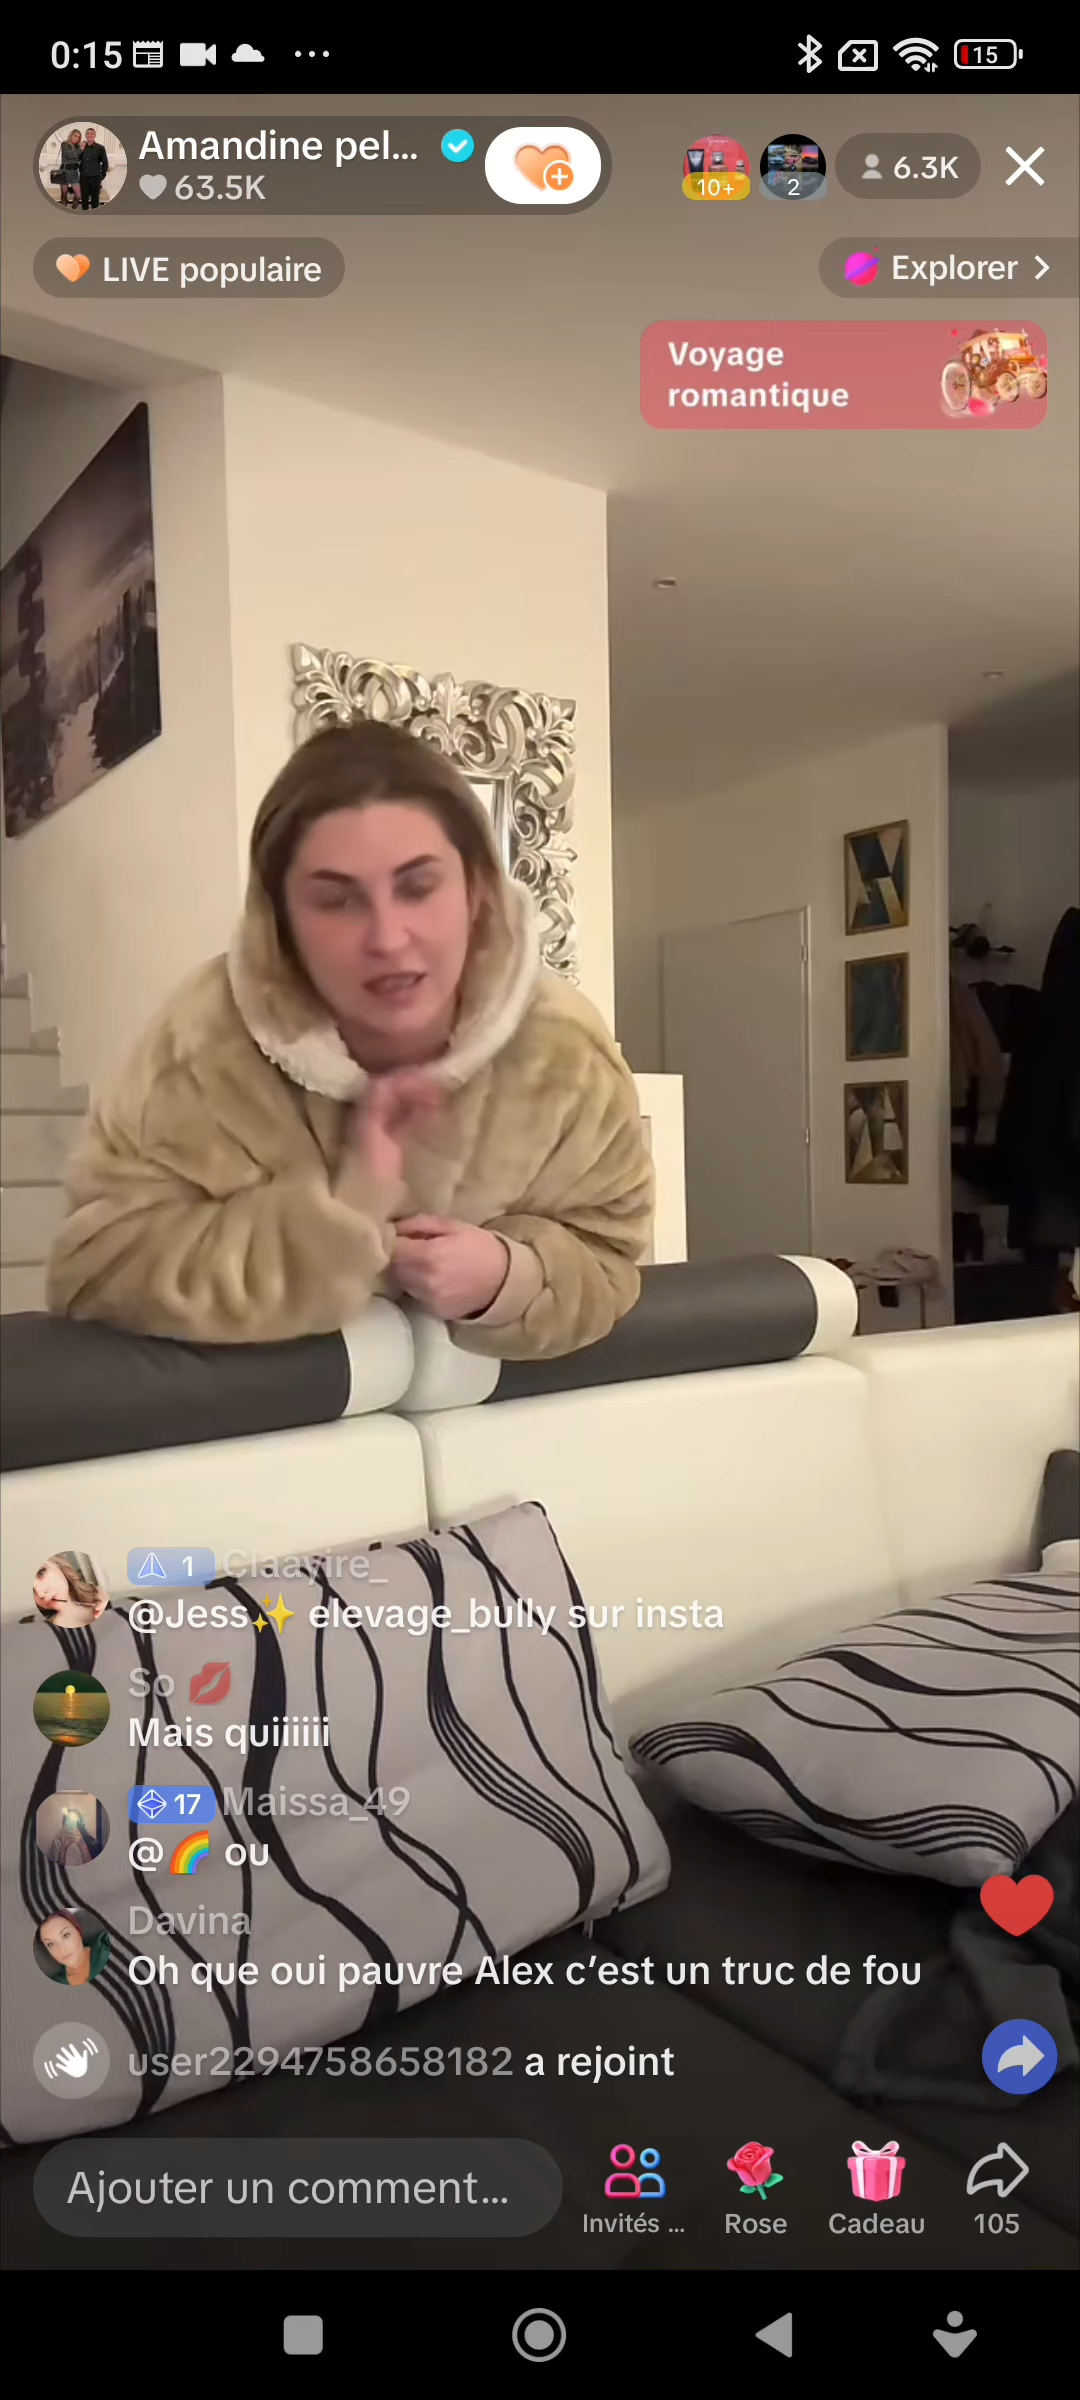 0:15
15
Amandine pel...
63.5K
10+
2
6.3K
LIVE populaire
Explorer
Voyage
romantique
1 Claayire_
@Jess✨ elevage_bully sur insta
So 💋
Mais quiiiiii
17 Maissa_49
@🌈 ou
Davina
Oh que oui pauvre Alex c’est un truc de fou
user2294758658182 a rejoint
Ajouter un comment...
Invités ...
Rose
Cadeau
105